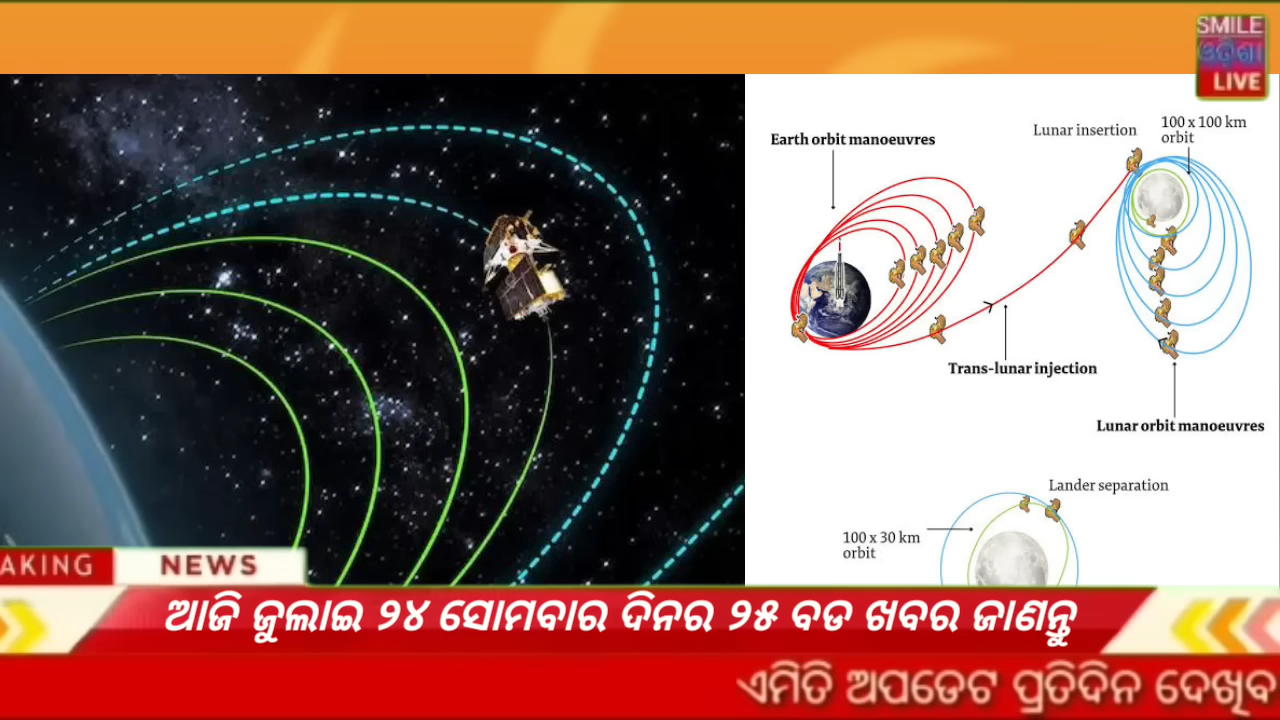 SMILE
ଓଡ଼ିଶା
LIVE
Earth orbit manoeuvres
Lunar insertion
100 x 100 km
orbit
Trans-lunar injection
Lunar orbit manoeuvres
Lander separation
100 x 30 km
orbit
AKING NEWS
ଆଜି ଜୁଲାଇ ୨୪ ସୋମବାର ଦିନର ୨୫ ବଡ ଖବର ଜାଣନ୍ତୁ
ଏମିତି ଅପଡେଟ ପ୍ରତିଦିନ ଦେଖିବ